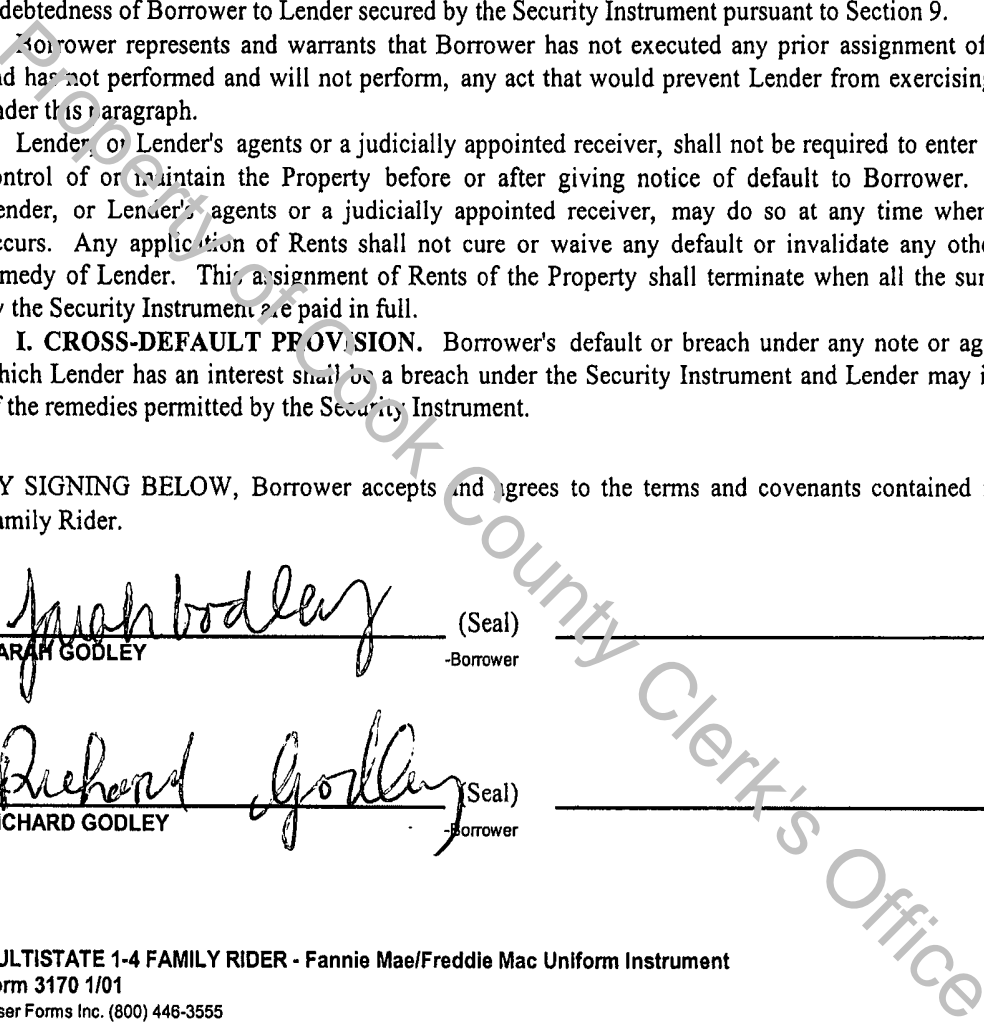 debtedness of Borrower to Lender secured by the Security Instrument pursuant to Section 9.
Borrower represents and warrants that Borrower has not executed any prior assignment of
d has not performed and will not perform, any act that would prevent Lender from exercising
nder this paragraph.
Lender, or Lender's agents or a judicially appointed receiver, shall not be required to enter
ontrol of or maintain the Property before or after giving notice of default to Borrower.
ender, or Lender's agents or a judicially appointed receiver, may do so at any time when
ccurs. Any application of Rents shall not cure or waive any default or invalidate any othe
medy of Lender. This assignment of Rents of the Property shall terminate when all the sum
y the Security Instrument are paid in full.
I. CROSS-DEFAULT PROVISION. Borrower's default or breach under any note or ag
hich Lender has an interest shall be a breach under the Security Instrument and Lender may i
f the remedies permitted by the Security Instrument.
Y SIGNING BELOW, Borrower accepts and agrees to the terms and covenants contained
amily Rider.
Sarah Godley (Seal)
ARAH GODLEY -Borrower
Richard Godley (Seal)
ICHARD GODLEY -Borrower
ULTISTATE 1-4 FAMILY RIDER - Fannie Mae/Freddie Mac Uniform Instrument
orm 3170 1/01
ser Forms Inc. (800) 446-3555
Property of Cook County Clerk's Office